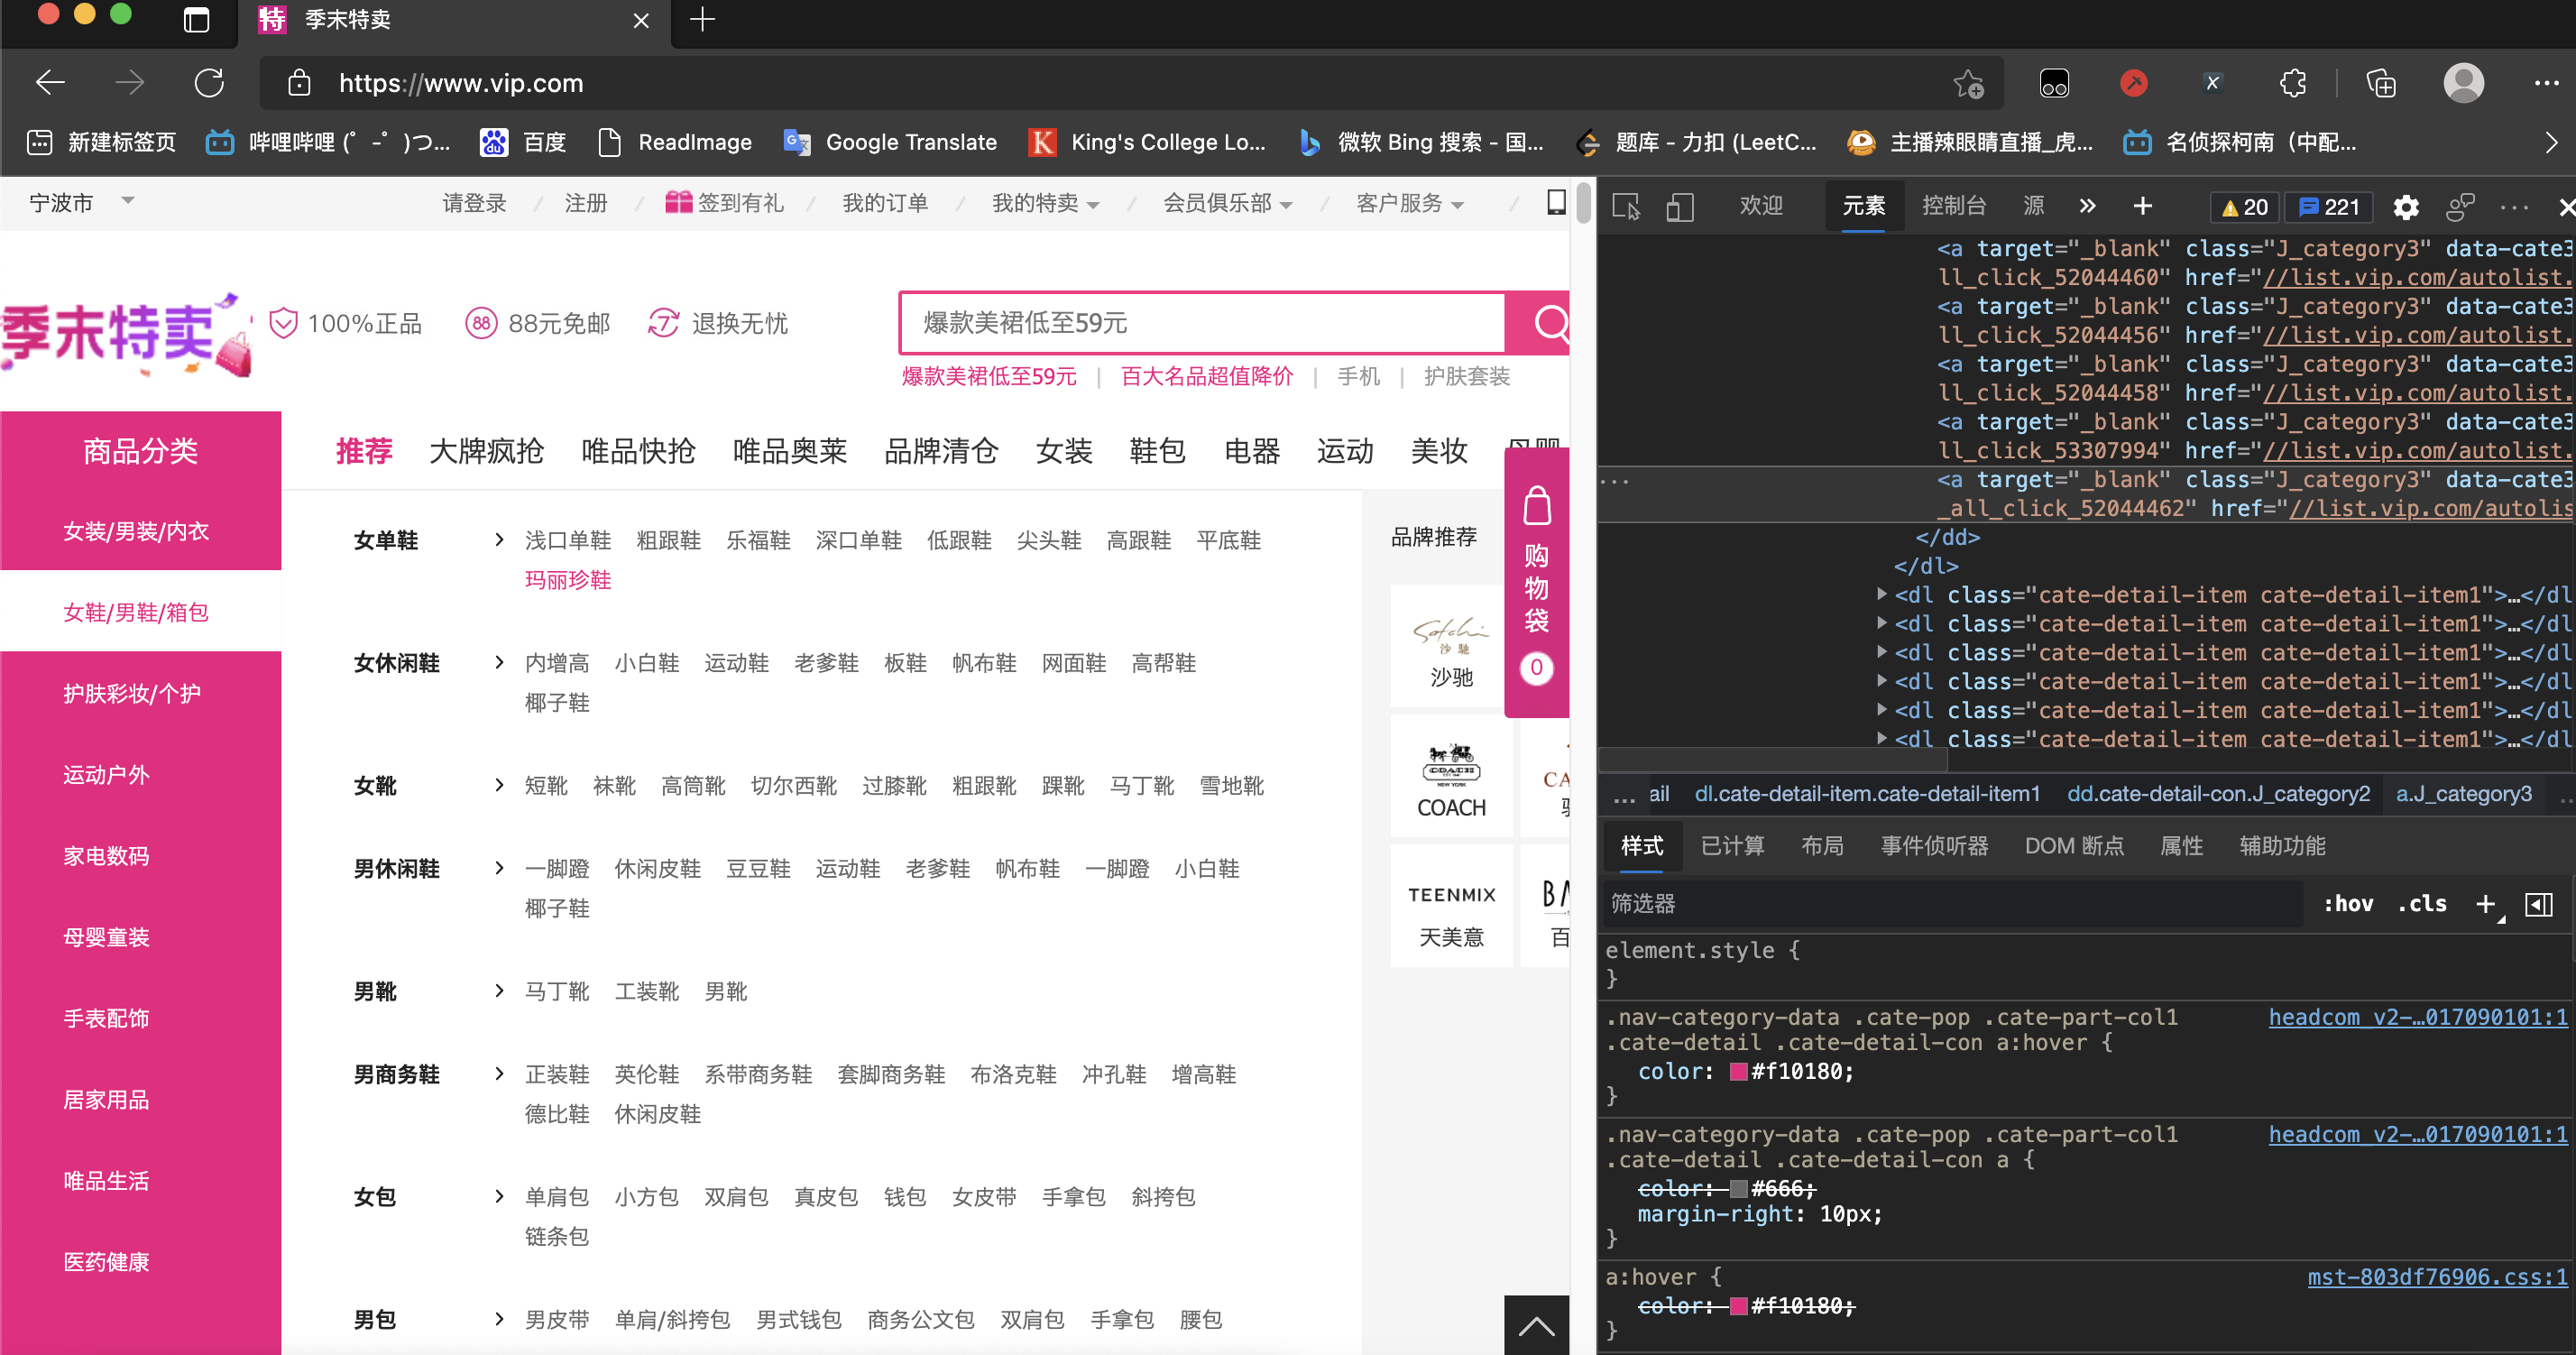 特 季末特卖
https://www.vip.com
新建标签页 哔哩哔哩 (゜-゜)つ... du 百度 ReadImage Google Translate K King's College Lo... 微软 Bing 搜索 - 国... 题库 - 力扣 (LeetC... 主播辣眼睛直播_虎... 名侦探柯南（中配...
宁波市 请登录 / 注册 / 签到有礼 / 我的订单 / 我的特卖 / 会员俱乐部 / 客户服务 /
季末特卖 100%正品 88 88元免邮 7 退换无忧 爆款美裙低至59元
爆款美裙低至59元 | 百大名品超值降价 | 手机 | 护肤套装
商品分类 推荐 大牌疯抢 唯品快抢 唯品奥莱 品牌清仓 女装 鞋包 电器 运动 美妆 母婴
女装/男装/内衣
女鞋/男鞋/箱包
护肤彩妆/个护
运动户外
家电数码
母婴童装
手表配饰
居家用品
唯品生活
医药健康
女单鞋 > 浅口单鞋 粗跟鞋 乐福鞋 深口单鞋 低跟鞋 尖头鞋 高跟鞋 平底鞋
玛丽珍鞋
女休闲鞋 > 内增高 小白鞋 运动鞋 老爹鞋 板鞋 帆布鞋 网面鞋 高帮鞋
椰子鞋
女靴 > 短靴 袜靴 高筒靴 切尔西靴 过膝靴 粗跟靴 踝靴 马丁靴 雪地靴
男休闲鞋 > 一脚蹬 休闲皮鞋 豆豆鞋 运动鞋 老爹鞋 帆布鞋 一脚蹬 小白鞋
椰子鞋
男靴 > 马丁靴 工装靴 男靴
男商务鞋 > 正装鞋 英伦鞋 系带商务鞋 套脚商务鞋 布洛克鞋 冲孔鞋 增高鞋
德比鞋 休闲皮鞋
女包 > 单肩包 小方包 双肩包 真皮包 钱包 女皮带 手拿包 斜挎包
链条包
男包 > 男皮带 单肩/斜挎包 男式钱包 商务公文包 双肩包 手拿包 腰包
品牌推荐
Satchi
沙驰
沙驰
COACH
NEW YORK
COACH
CA
TEENMIX
天美意
BA
百
购
物
袋
0
欢迎 元素 控制台 源 » + 20 221
<a target="_blank" class="J_category3" data-cate3
ll_click_52044460" href="//list.vip.com/autolist.
<a target="_blank" class="J_category3" data-cate3
ll_click_52044456" href="//list.vip.com/autolist.
<a target="_blank" class="J_category3" data-cate3
ll_click_52044458" href="//list.vip.com/autolist.
<a target="_blank" class="J_category3" data-cate3
ll_click_53307994" href="//list.vip.com/autolist.
<a target="_blank" class="J_category3" data-cate3
_all_click_52044462" href="//list.vip.com/autolis
</dd>
</dl>
<dl class="cate-detail-item cate-detail-item1">…</dl
<dl class="cate-detail-item cate-detail-item1">…</dl
<dl class="cate-detail-item cate-detail-item1">…</dl
<dl class="cate-detail-item cate-detail-item1">…</dl
<dl class="cate-detail-item cate-detail-item1">…</dl
<dl class="cate-detail-item cate-detail-item1">…</dl
... ail dl.cate-detail-item.cate-detail-item1 dd.cate-detail-con.J_category2 a.J_category3
样式 已计算 布局 事件侦听器 DOM 断点 属性 辅助功能
筛选器 :hov .cls +
element.style {
}
.nav-category-data .cate-pop .cate-part-col1 headcom_v2-…017090101:1
.cate-detail .cate-detail-con a:hover {
color: #f10180;
}
.nav-category-data .cate-pop .cate-part-col1 headcom_v2-…017090101:1
.cate-detail .cate-detail-con a {
color: #666;
margin-right: 10px;
}
a:hover { mst-803df76906.css:1
color: #f10180;
}